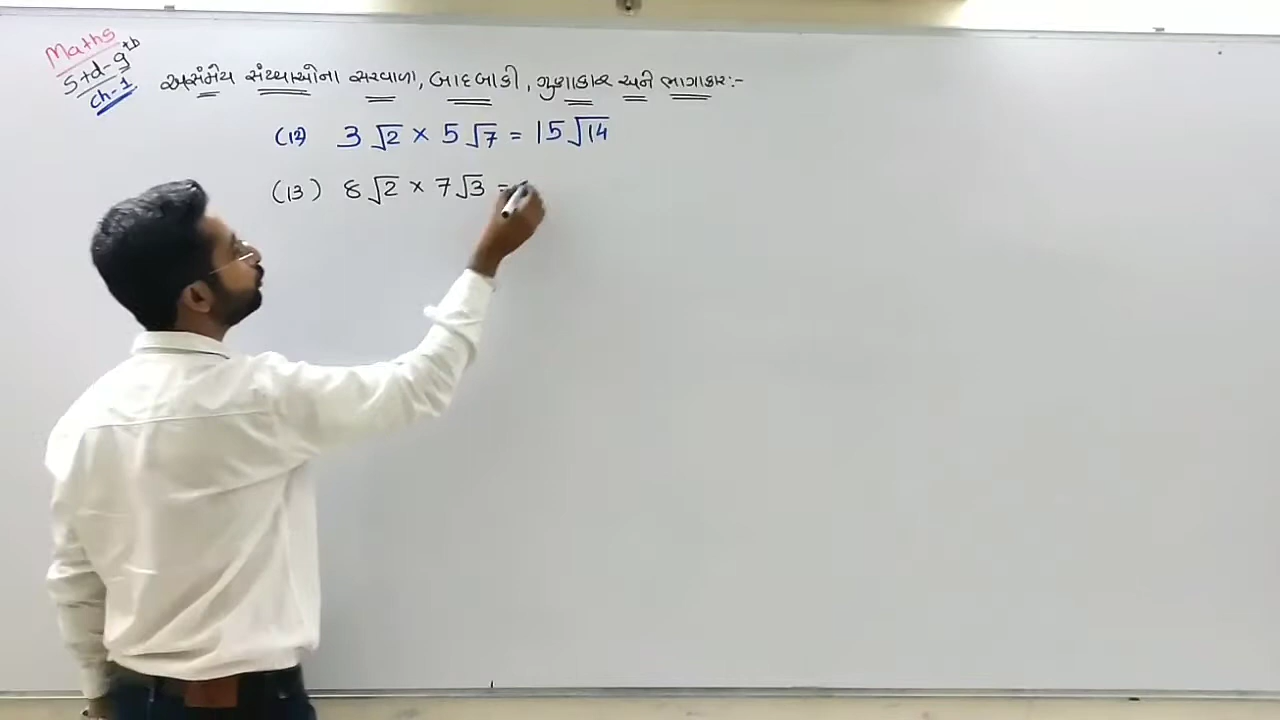 Maths
Std-9th
ch-1
અસંમેય સંખ્યાઓના સરવાળા, બાદબાકી, ગુણાકાર અને ભાગાકાર:-
(12) 3√2 × 5√7 = 15√14
(13) 8√2 × 7√3 =